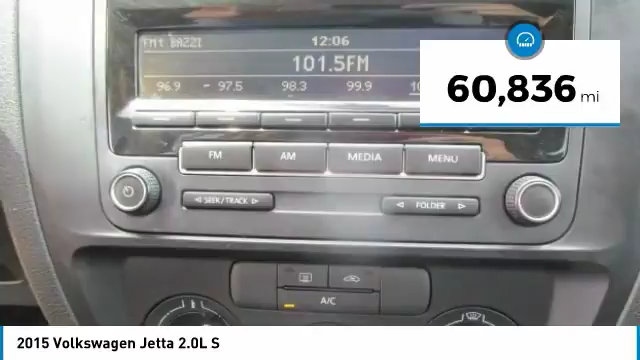 FM1 BAZZI
12:06
101.5FM
96.9 97.5 98.3 99.9
60,836 mi
FM AM MEDIA MENU
SEEK/TRACK FOLDER
A/C
2015 Volkswagen Jetta 2.0L S